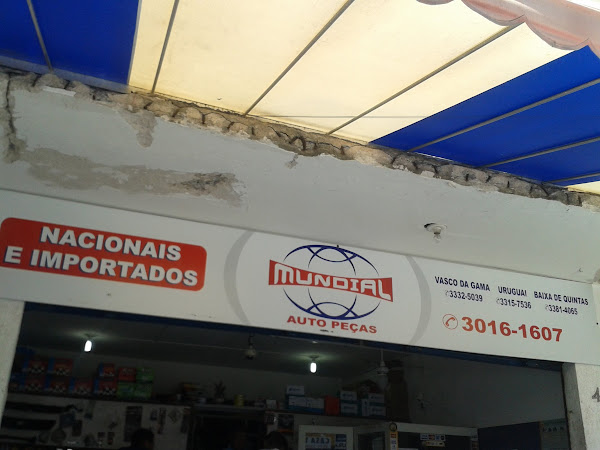 NACIONAIS
E IMPORTADOS
MUNDIAL
AUTO PEÇAS
VASCO DA GAMA URUGUAI BAIXA DE QUINTAS
3332-5039 3315-7536 3381-4065
3016-1607